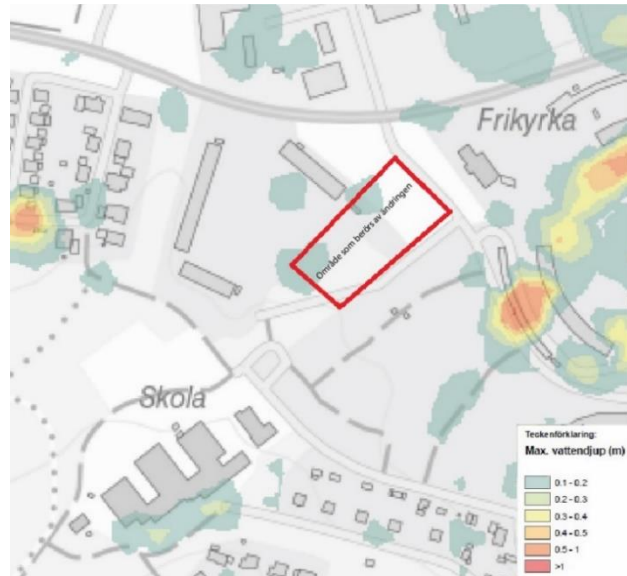 Frikyrka
Område som berörs av ändringen
Skola
Teckenförklaring:
Max. vattendjup (m)
0.1 - 0.2
0.2 - 0.3
0.3 - 0.4
0.4 - 0.5
0.5 - 1
>1